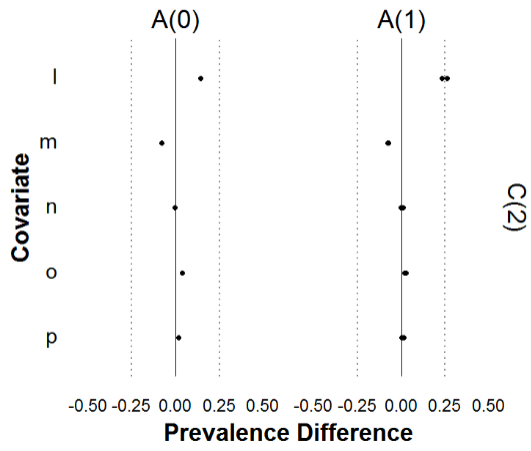 A(0) A(1)
l
m
n
o
p
Covariate
C(2)
-0.50 -0.25 0.00 0.25 0.50 -0.50 -0.25 0.00 0.25 0.50
Prevalence Difference